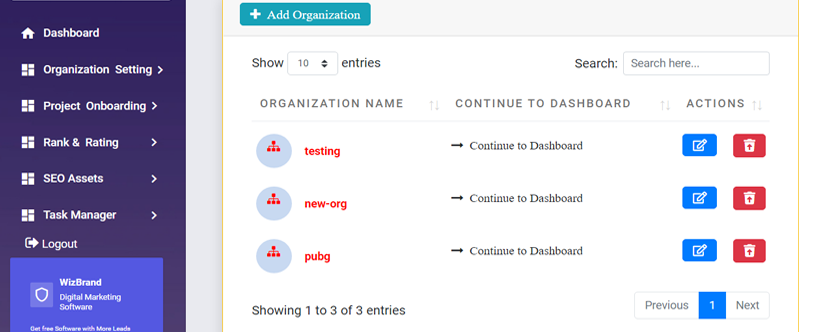 Dashboard
Organization Setting
Project Onboarding
Rank & Rating
SEO Assets
Task Manager
Logout
WizBrand
Digital Marketing
Software
Get free Software with More Leads
Add Organization
Show 10 entries
Search: Search here...
ORGANIZATION NAME CONTINUE TO DASHBOARD ACTIONS
testing Continue to Dashboard
new-org Continue to Dashboard
pubg Continue to Dashboard
Showing 1 to 3 of 3 entries
Previous 1 Next